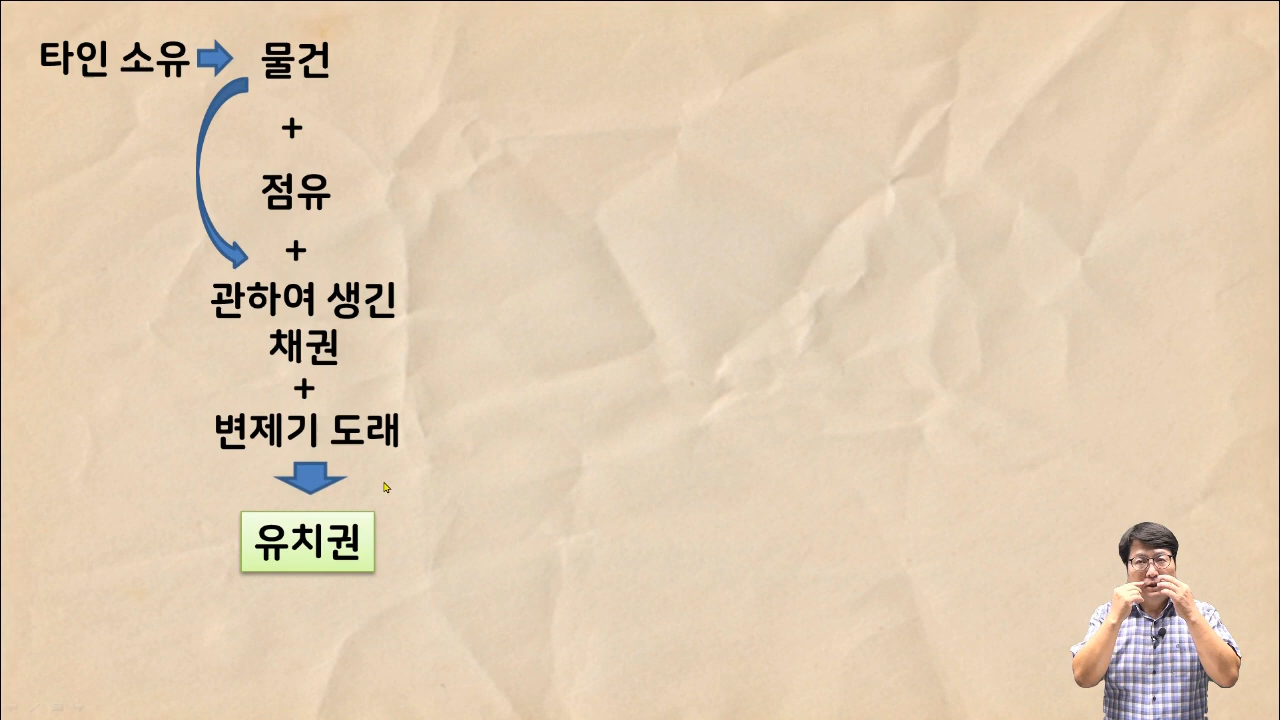 타인 소유 물건
+
점유
+
관하여 생긴
채권
+
변제기 도래
유치권